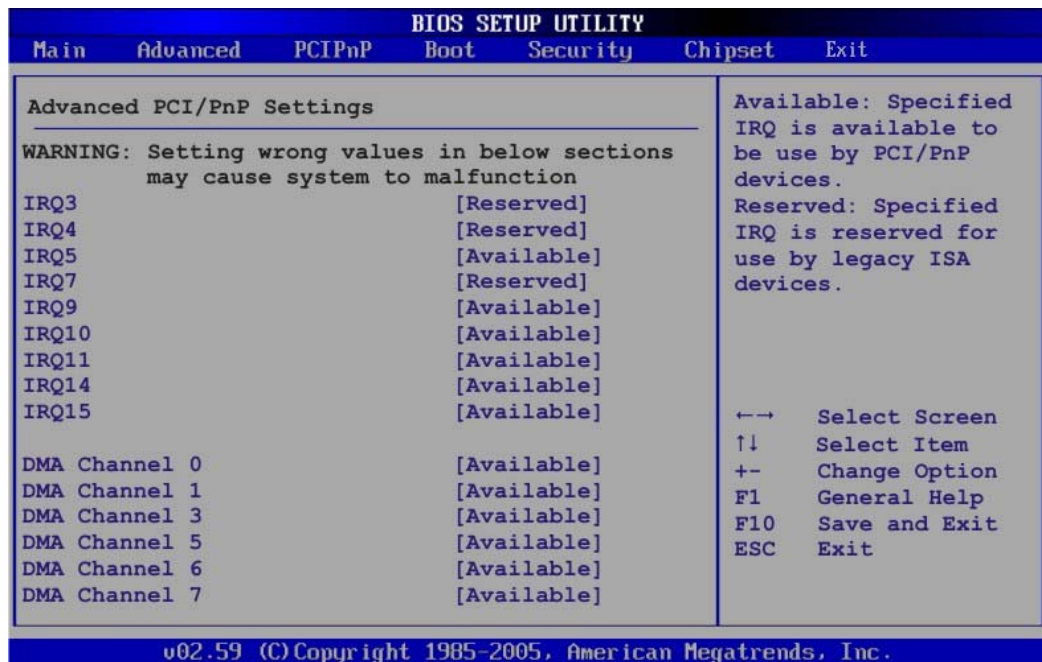 BIOS SETUP UTILITY
Main Advanced PCIPnP Boot Security Chipset Exit
Advanced PCI/PnP Settings
WARNING: Setting wrong values in below sections
may cause system to malfunction
IRQ3 [Reserved]
IRQ4 [Reserved]
IRQ5 [Available]
IRQ7 [Reserved]
IRQ9 [Available]
IRQ10 [Available]
IRQ11 [Available]
IRQ14 [Available]
IRQ15 [Available]
DMA Channel 0 [Available]
DMA Channel 1 [Available]
DMA Channel 3 [Available]
DMA Channel 5 [Available]
DMA Channel 6 [Available]
DMA Channel 7 [Available]
Available: Specified
IRQ is available to
be use by PCI/PnP
devices.
Reserved: Specified
IRQ is reserved for
use by legacy ISA
devices.
←→ Select Screen
↑↓ Select Item
+- Change Option
F1 General Help
F10 Save and Exit
ESC Exit
v02.59 (C)Copyright 1985-2005, American Megatrends, Inc.